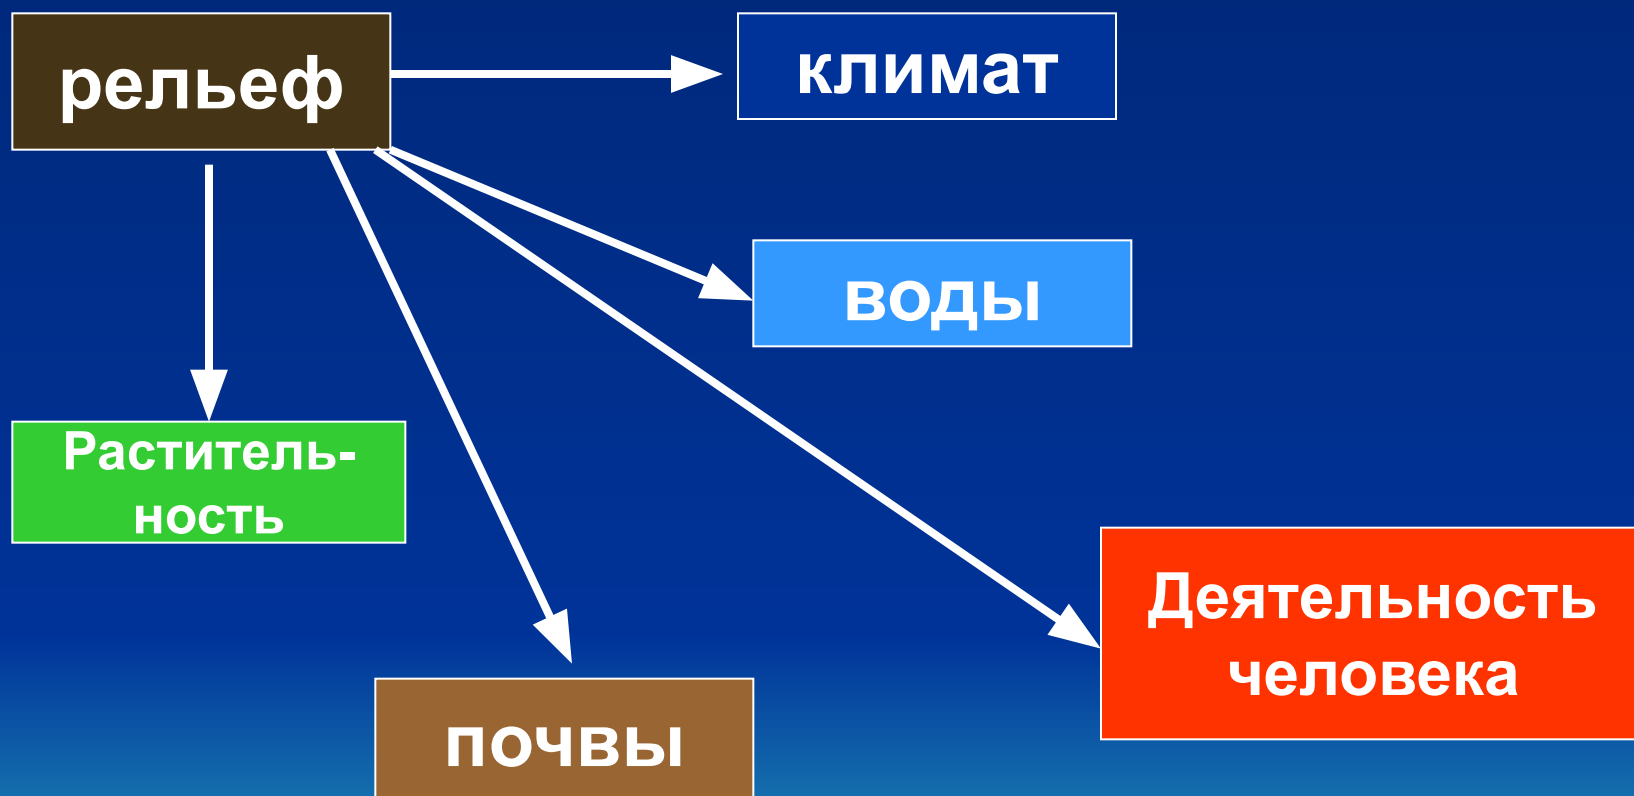 рельеф
климат
воды
Раститель-
ность
Деятельность
человека
почвы